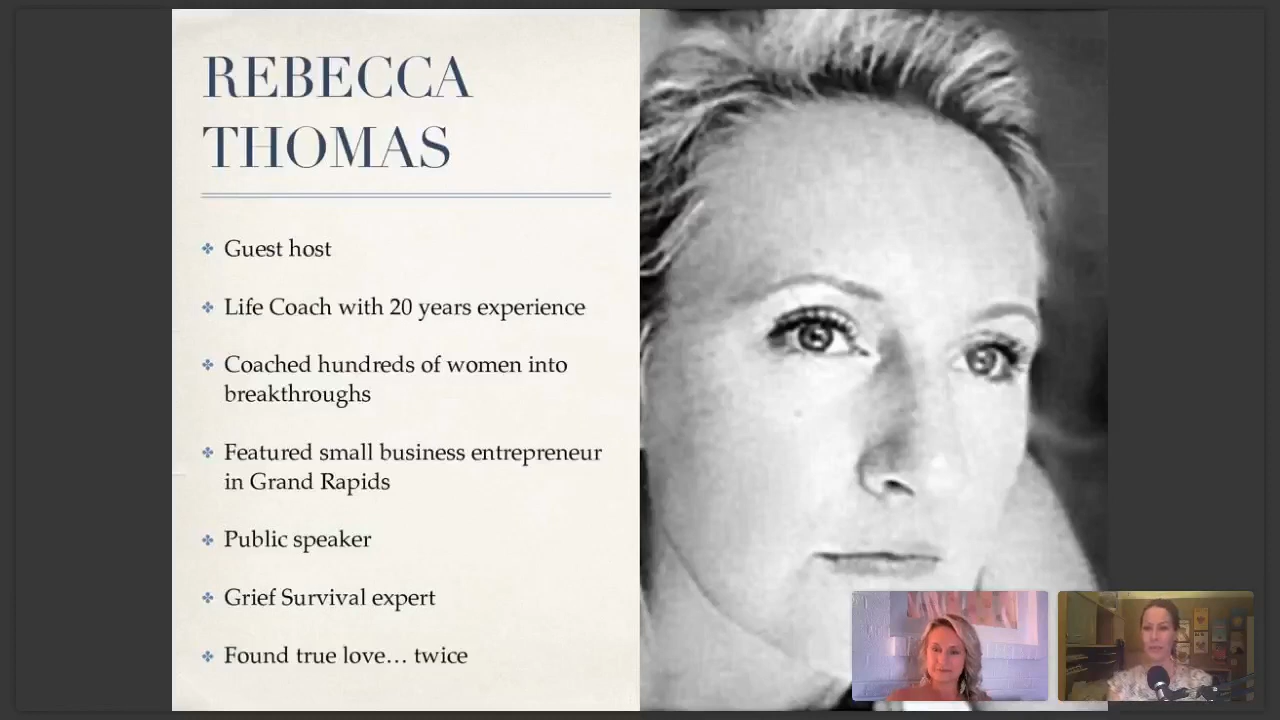 REBECCA
THOMAS
Guest host
Life Coach with 20 years experience
Coached hundreds of women into
breakthroughs
Featured small business entrepreneur
in Grand Rapids
Public speaker
Grief Survival expert
Found true love… twice